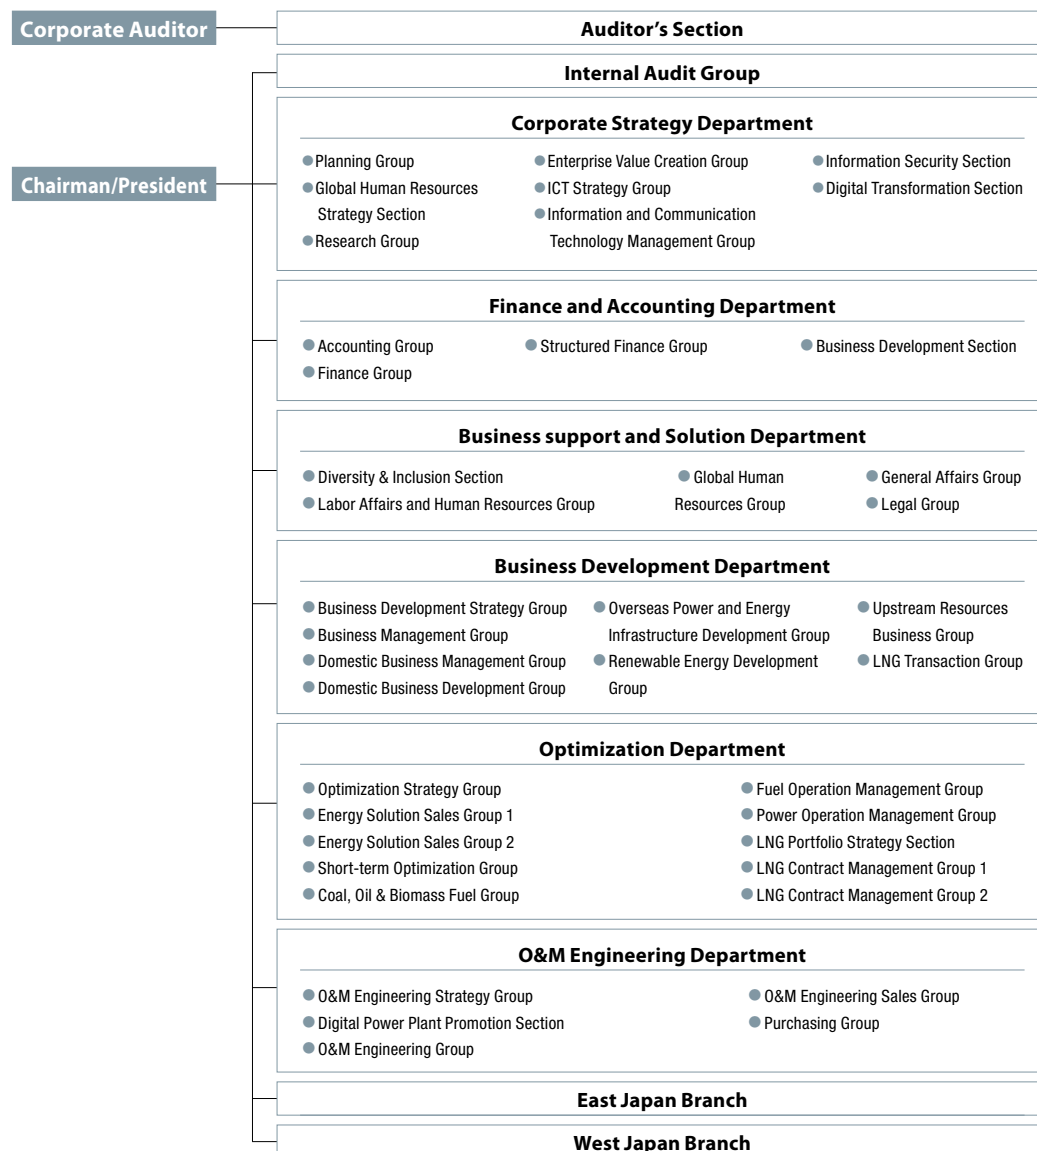 Corporate Auditor
Auditor's Section
Internal Audit Group
Chairman/President
Corporate Strategy Department
Planning Group
Global Human Resources
Strategy Section
Research Group
Enterprise Value Creation Group
ICT Strategy Group
Information and Communication
Technology Management Group
Information Security Section
Digital Transformation Section
Finance and Accounting Department
Accounting Group
Finance Group
Structured Finance Group
Business Development Section
Business support and Solution Department
Diversity & Inclusion Section
Labor Affairs and Human Resources Group
Global Human
Resources Group
General Affairs Group
Legal Group
Business Development Department
Business Development Strategy Group
Business Management Group
Domestic Business Management Group
Domestic Business Development Group
Overseas Power and Energy
Infrastructure Development Group
Renewable Energy Development
Group
Upstream Resources
Business Group
LNG Transaction Group
Optimization Department
Optimization Strategy Group
Energy Solution Sales Group 1
Energy Solution Sales Group 2
Short-term Optimization Group
Coal, Oil & Biomass Fuel Group
Fuel Operation Management Group
Power Operation Management Group
LNG Portfolio Strategy Section
LNG Contract Management Group 1
LNG Contract Management Group 2
O&M Engineering Department
O&M Engineering Strategy Group
Digital Power Plant Promotion Section
O&M Engineering Group
O&M Engineering Sales Group
Purchasing Group
East Japan Branch
West Japan Branch